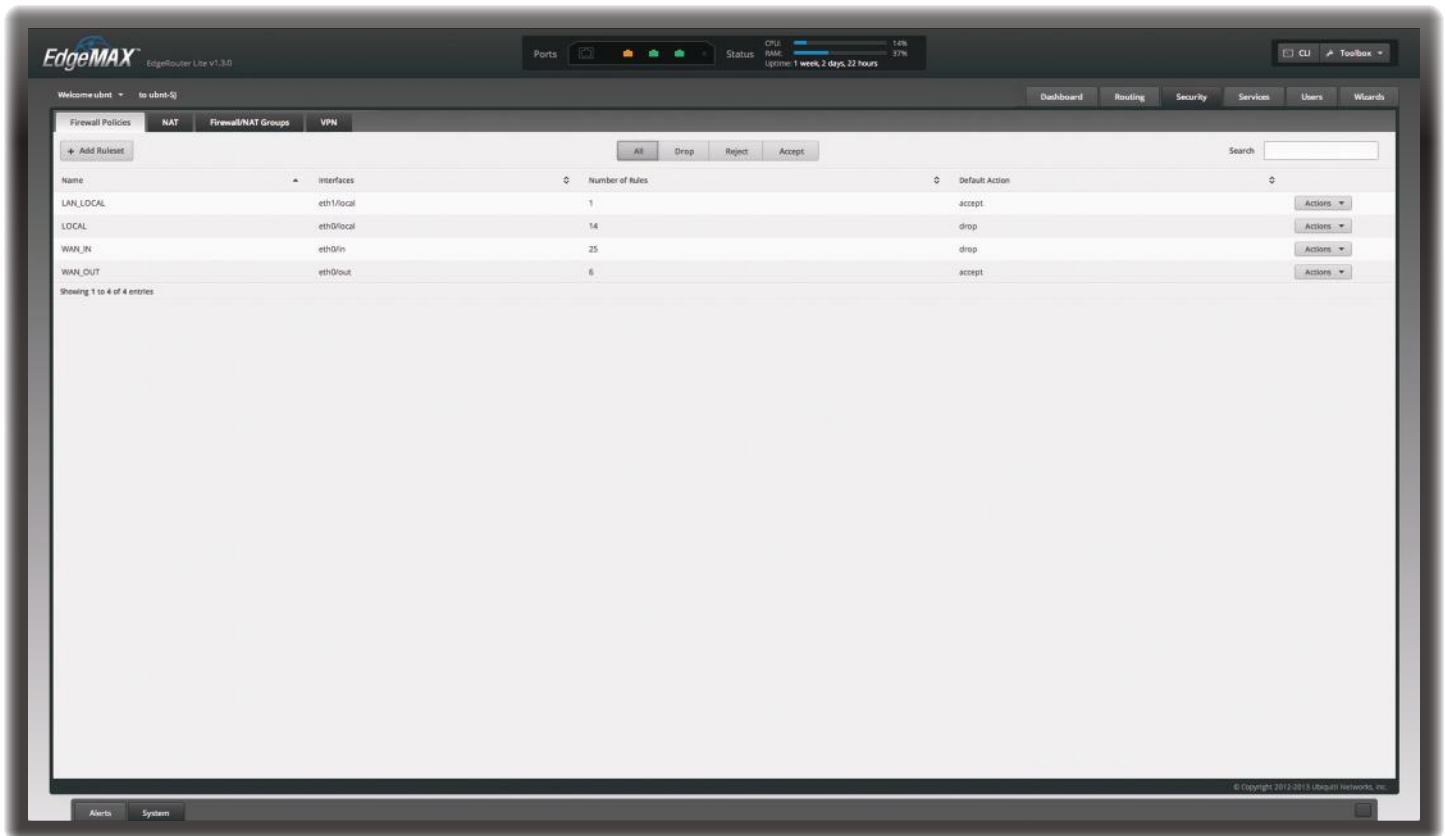 EdgeMAX™ EdgeRouter Lite v1.3.0
Ports
Status
CPU: 14%
RAM: 37%
Uptime: 1 week, 2 days, 22 hours
CLI Toolbox
Welcome ubnt to ubnt-SJ
Dashboard Routing Security Services Users Wizards
Firewall Policies NAT Firewall/NAT Groups VPN
+ Add Ruleset All Drop Reject Accept Search
Name Interfaces Number of Rules Default Action
LAN_LOCAL eth1/local 1 accept Actions
LOCAL eth0/local 14 drop Actions
WAN_IN eth0/in 25 drop Actions
WAN_OUT eth0/out 6 accept Actions
Showing 1 to 4 of 4 entries
© Copyright 2012-2013 Ubiquiti Networks, Inc.
Alerts System